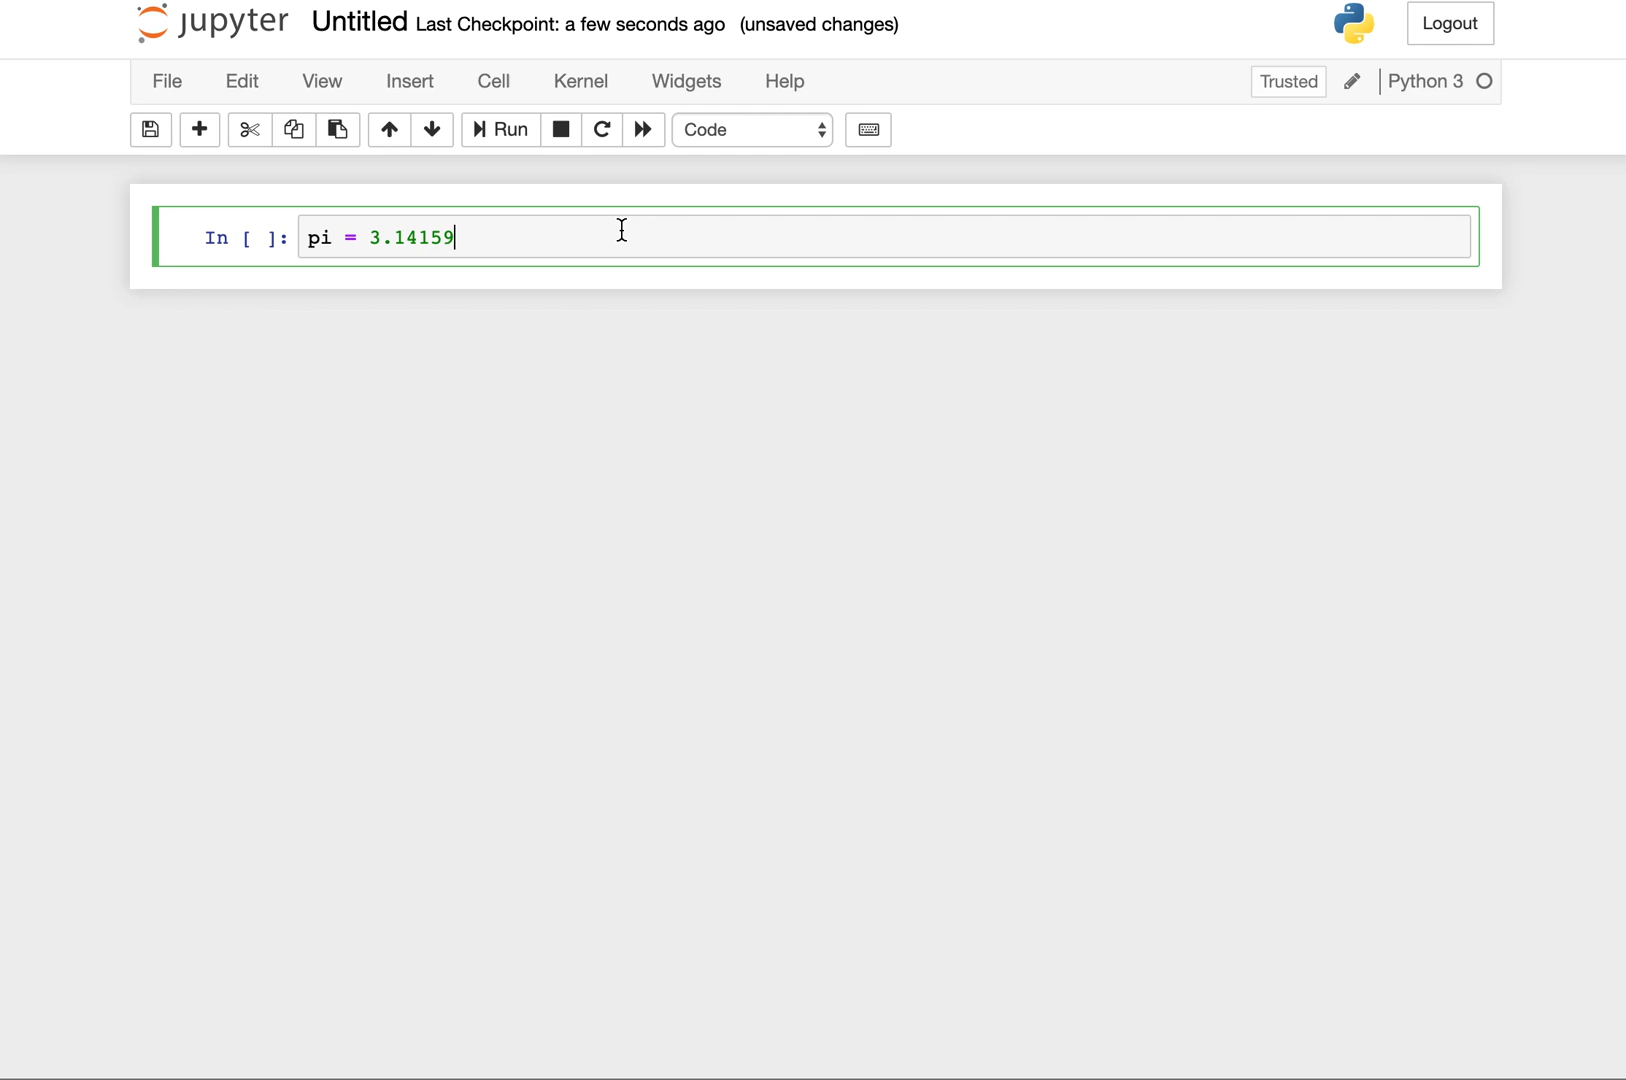 jupyter Untitled Last Checkpoint: a few seconds ago (unsaved changes) Logout
File Edit View Insert Cell Kernel Widgets Help Trusted Python 3
Run Code
In [ ]: pi = 3.14159